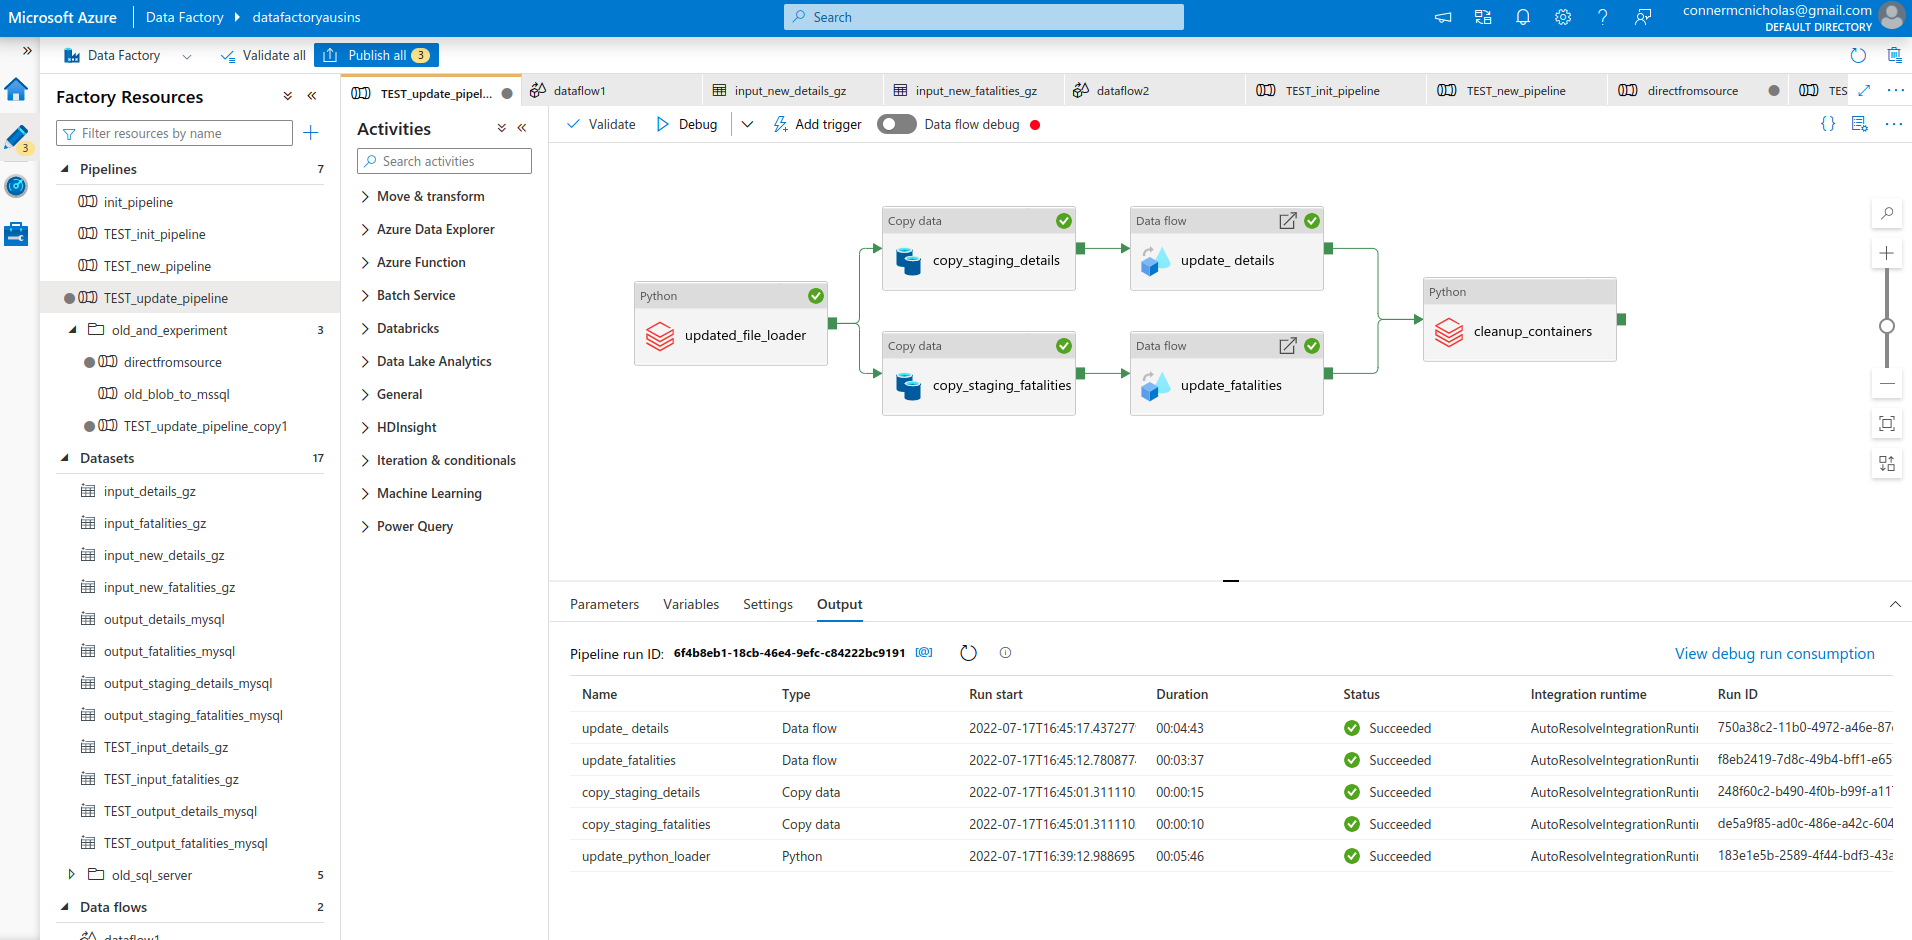 Microsoft Azure
Data Factory
datafactoryausins
Search
connermcnicholas@gmail.com
DEFAULT DIRECTORY
Data Factory
Validate all
Publish all 3
Factory Resources
Filter resources by name
3
Pipelines 7
init_pipeline
TEST_init_pipeline
TEST_new_pipeline
TEST_update_pipeline
old_and_experiment 3
directfromsource
old_blob_to_mssql
TEST_update_pipeline_copy1
Datasets 17
input_details_gz
input_fatalities_gz
input_new_details_gz
input_new_fatalities_gz
output_details_mysql
output_fatalities_mysql
output_staging_details_mysql
output_staging_fatalities_mysql
TEST_input_details_gz
TEST_input_fatalities_gz
TEST_output_details_mysql
TEST_output_fatalities_mysql
old_sql_server 5
Data flows 2
dataflow1
TEST_update_pipel...
dataflow1
input_new_details_gz
input_new_fatalities_gz
dataflow2
TEST_init_pipeline
TEST_new_pipeline
directfromsource
TES
Activities
Search activities
Move & transform
Azure Data Explorer
Azure Function
Batch Service
Databricks
Data Lake Analytics
General
HDInsight
Iteration & conditionals
Machine Learning
Power Query
Validate
Debug
Add trigger
Data flow debug
Python
updated_file_loader
Copy data
copy_staging_details
Data flow
update_ details
Copy data
copy_staging_fatalities
Data flow
update_fatalities
Python
cleanup_containers
Parameters
Variables
Settings
Output
Pipeline run ID: 6f4b8eb1-18cb-46e4-9efc-c84222bc9191
View debug run consumption
Name Type Run start Duration Status Integration runtime Run ID
update_ details Data flow 2022-07-17T16:45:17.437277 00:04:43 Succeeded AutoResolveIntegrationRunti 750a38c2-11b0-4972-a46e-87
update_fatalities Data flow 2022-07-17T16:45:12.780877 00:03:37 Succeeded AutoResolveIntegrationRunti f8eb2419-7d8c-49b4-bff1-e65
copy_staging_details Copy data 2022-07-17T16:45:01.311110 00:00:15 Succeeded AutoResolveIntegrationRunti 248f60c2-b490-4f0b-b99f-a11
copy_staging_fatalities Copy data 2022-07-17T16:45:01.311110 00:00:10 Succeeded AutoResolveIntegrationRunti de5a9f85-ad0c-486e-a42c-604
update_python_loader Python 2022-07-17T16:39:12.988695 00:05:46 Succeeded AutoResolveIntegrationRunti 183e1e5b-2589-4f44-bdf3-43a